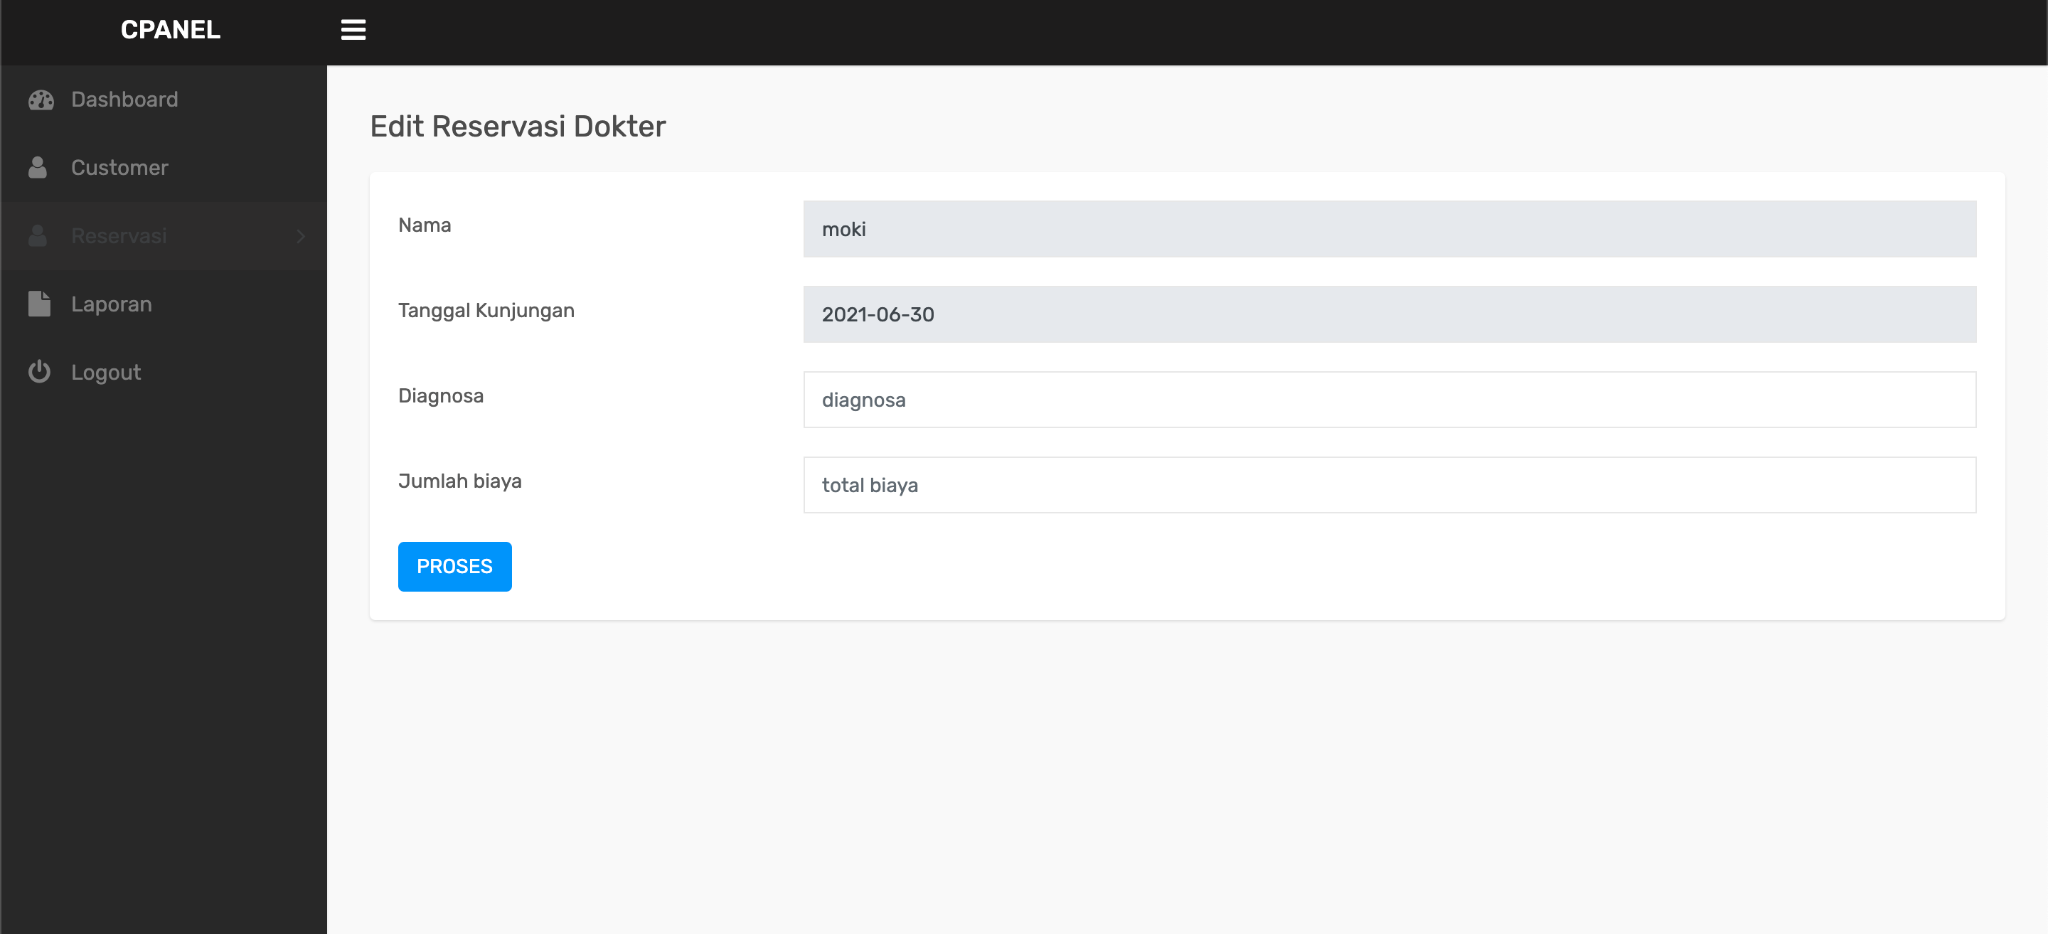 CPANEL
Dashboard
Customer
Reservasi
Laporan
Logout
Edit Reservasi Dokter
Nama
moki
Tanggal Kunjungan
2021-06-30
Diagnosa
diagnosa
Jumlah biaya
total biaya
PROSES